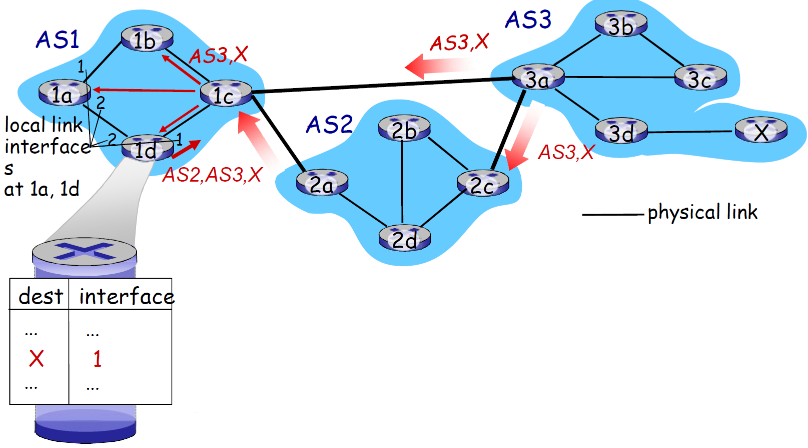 AS1
1b
AS3,X
1
1a
1c
2
local link
interface
s
at 1a, 1d
2
1
1d
AS2,AS3,X
AS2
2b
2a
2c
2d
AS3,X
AS3
3b
3a
3c
3d
X
AS3,X
physical link
dest interface
... ...
X 1
... ...